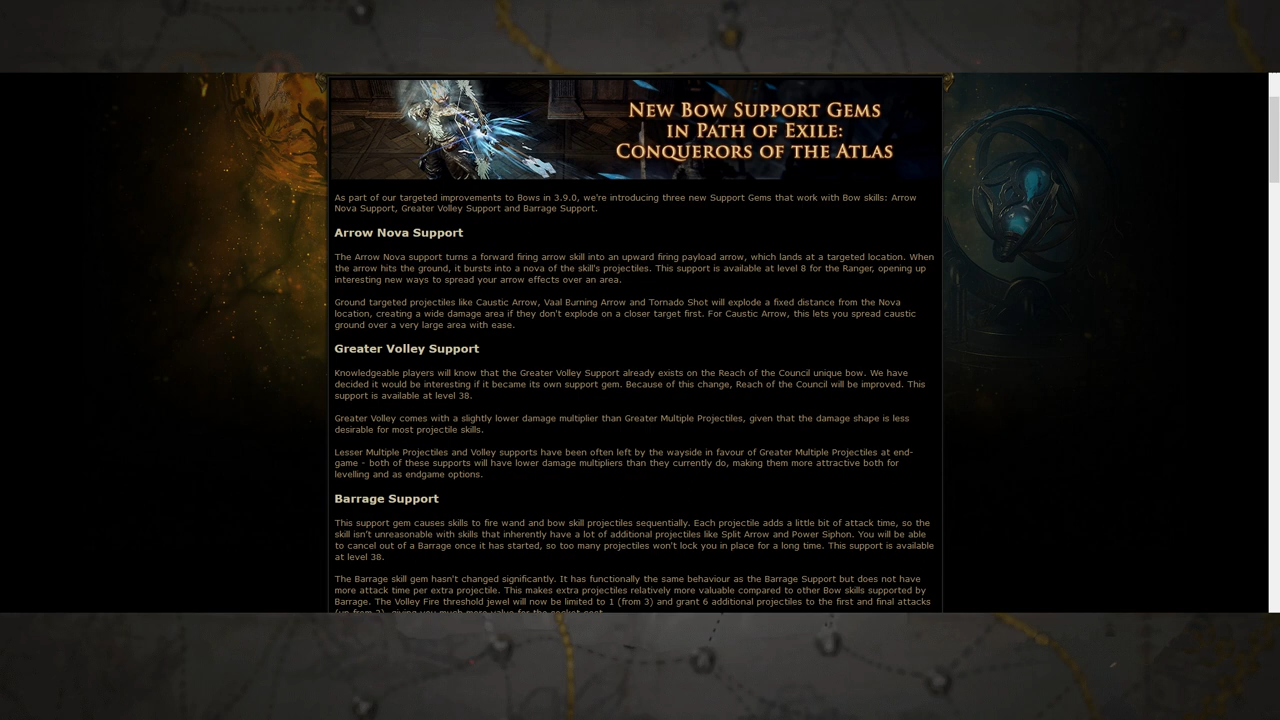 New Bow Support Gems
in Path of Exile:
Conquerors of the Atlas
As part of our targeted improvements to Bows in 3.9.0, we're introducing three new Support Gems that work with Bow skills: Arrow
Nova Support, Greater Volley Support and Barrage Support.
Arrow Nova Support
The Arrow Nova support turns a forward firing arrow skill into an upward firing payload arrow, which lands at a targeted location. When
the arrow hits the ground, it bursts into a nova of the skill's projectiles. This support is available at level 8 for the Ranger, opening up
interesting new ways to spread your arrow effects over an area.
Ground targeted projectiles like Caustic Arrow, Vaal Burning Arrow and Tornado Shot will explode a fixed distance from the Nova
location, creating a wide damage area if they don't explode on a closer target first. For Caustic Arrow, this lets you spread caustic
ground over a very large area with ease.
Greater Volley Support
Knowledgeable players will know that the Greater Volley Support already exists on the Reach of the Council unique bow. We have
decided it would be interesting if it became its own support gem. Because of this change, Reach of the Council will be improved. This
support is available at level 38.
Greater Volley comes with a slightly lower damage multiplier than Greater Multiple Projectiles, given that the damage shape is less
desirable for most projectile skills.
Lesser Multiple Projectiles and Volley supports have been often left by the wayside in favour of Greater Multiple Projectiles at end-
game - both of these supports will have lower damage multipliers than they currently do, making them more attractive both for
levelling and as endgame options.
Barrage Support
This support gem causes skills to fire wand and bow skill projectiles sequentially. Each projectile adds a little bit of attack time, so the
skill isn't unreasonable with skills that inherently have a lot of additional projectiles like Split Arrow and Power Siphon. You will be able
to cancel out of a Barrage once it has started, so too many projectiles won't lock you in place for a long time. This support is available
at level 38.
The Barrage skill gem hasn't changed significantly. It has functionally the same behaviour as the Barrage Support but does not have
more attack time per extra projectile. This makes extra projectiles relatively more valuable compared to other Bow skills supported by
Barrage. The Volley Fire threshold jewel will now be limited to 1 (from 3) and grant 6 additional projectiles to the first and final attacks